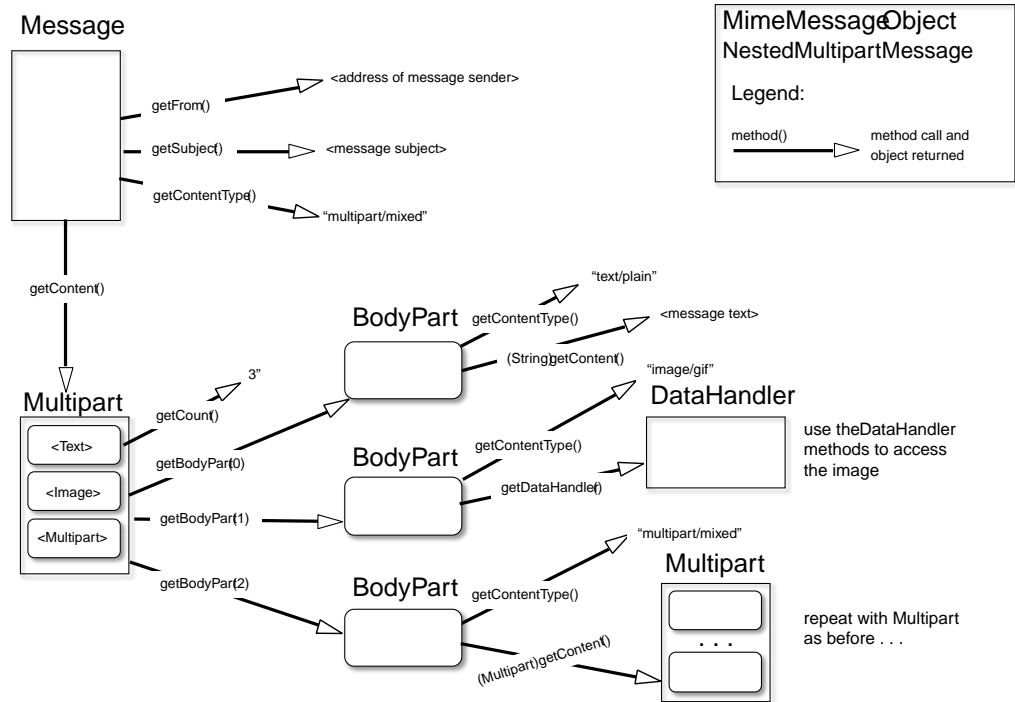 Message
MimeMessageObject
NestedMultipartMessage
Legend:
method()
method call and
object returned
getFrom()
<address of message sender>
getSubject()
<message subject>
getContentType()
“multipart/mixed”
getContent()
BodyPart
getContentType()
“text/plain”
(String)getContent()
<message text>
Multipart
<Text>
<Image>
<Multipart>
getCount()
3”
getBodyPart(0)
getBodyPart(1)
getBodyPart(2)
BodyPart
getContentType()
“image/gif”
getDataHandler()
DataHandler
use theDataHandler
methods to access
the image
BodyPart
getContentType()
“multipart/mixed”
(Multipart)getContent()
Multipart
. . .
repeat with Multipart
as before . . .